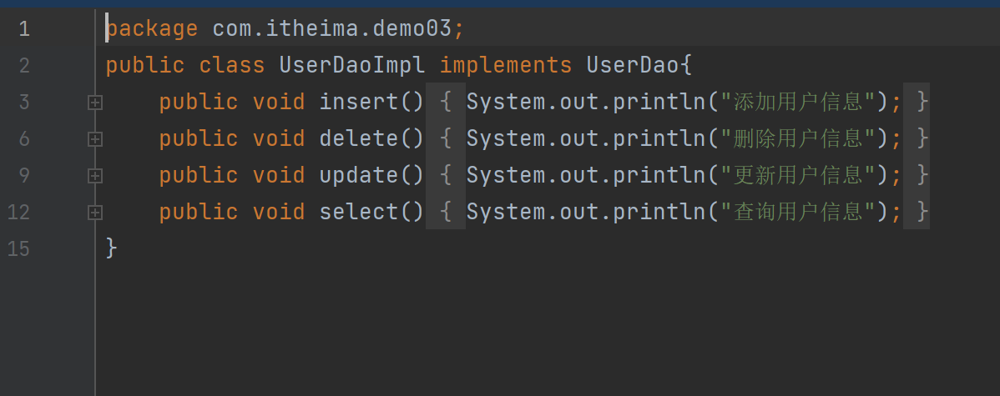 1 package com.itheima.demo03;
2 public class UserDaoImpl implements UserDao{
3 public void insert() { System.out.println("添加用户信息"); }
6 public void delete() { System.out.println("删除用户信息"); }
9 public void update() { System.out.println("更新用户信息"); }
12 public void select() { System.out.println("查询用户信息"); }
15 }